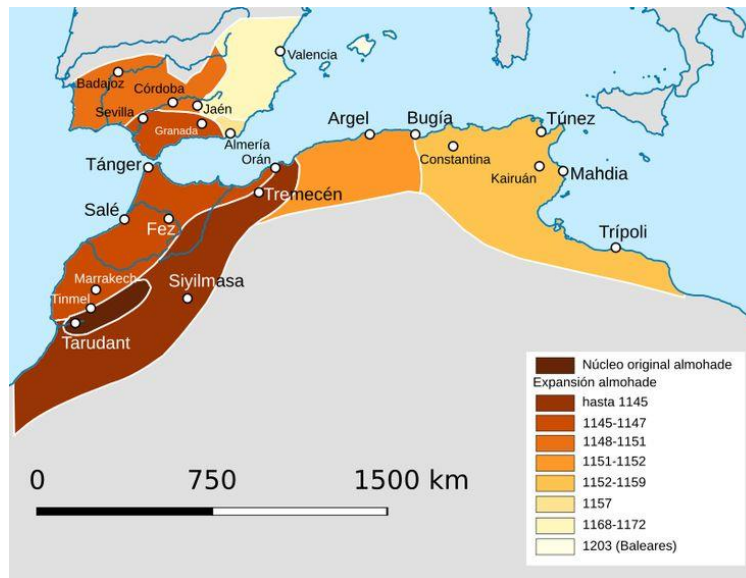 Valencia
Badajoz
Córdoba
Jaén
Sevilla
Granada
Almería
Orán
Argel
Bugía
Túnez
Constantina
Kairuán
Mahdia
Tánger
Tremecén
Salé
Fez
Trípoli
Marrakech
Siyilmasa
Tinmel
Tarudant
Núcleo original almohade
Expansión almohade
hasta 1145
1145-1147
1148-1151
1151-1152
1152-1159
1157
1168-1172
1203 (Baleares)
0 750 1500 km